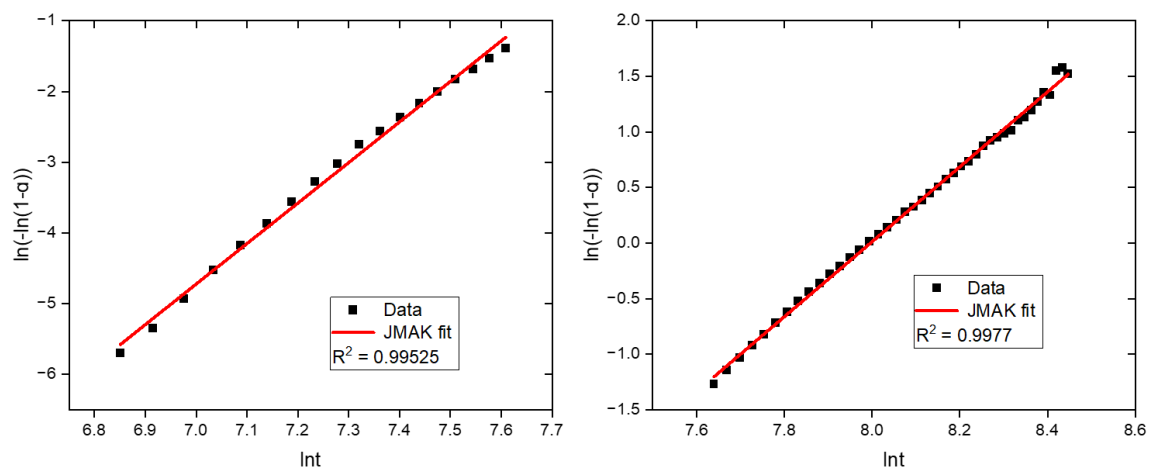 −1
−2
−3
−4
−5
−6
ln(-ln(1-α))
6.8 6.9 7.0 7.1 7.2 7.3 7.4 7.5 7.6 7.7
lnt
Data
JMAK fit
R² = 0.99525
2.0
1.5
1.0
0.5
0.0
−0.5
−1.0
−1.5
ln(-ln(1-α))
7.6 7.8 8.0 8.2 8.4 8.6
lnt
Data
JMAK fit
R² = 0.9977